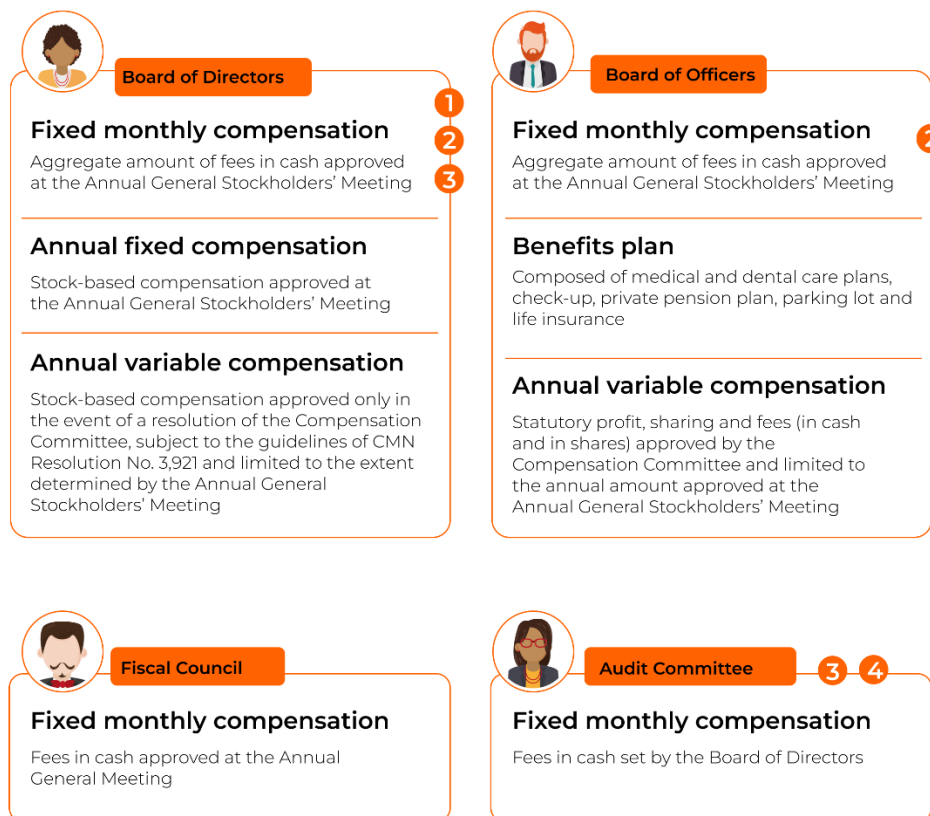 Board of Directors
1
2
3
Fixed monthly compensation
Aggregate amount of fees in cash approved
at the Annual General Stockholders’ Meeting
Annual fixed compensation
Stock-based compensation approved at
the Annual General Stockholders’ Meeting
Annual variable compensation
Stock-based compensation approved only in
the event of a resolution of the Compensation
Committee, subject to the guidelines of CMN
Resolution No. 3,921 and limited to the extent
determined by the Annual General
Stockholders’ Meeting
Board of Officers
2
Fixed monthly compensation
Aggregate amount of fees in cash approved
at the Annual General Stockholders’ Meeting
Benefits plan
Composed of medical and dental care plans,
check-up, private pension plan, parking lot and
life insurance
Annual variable compensation
Statutory profit, sharing and fees (in cash
and in shares) approved by the
Compensation Committee and limited to
the annual amount approved at the
Annual General Stockholders’ Meeting
Fiscal Council
Fixed monthly compensation
Fees in cash approved at the Annual
General Meeting
Audit Committee
3 4
Fixed monthly compensation
Fees in cash set by the Board of Directors